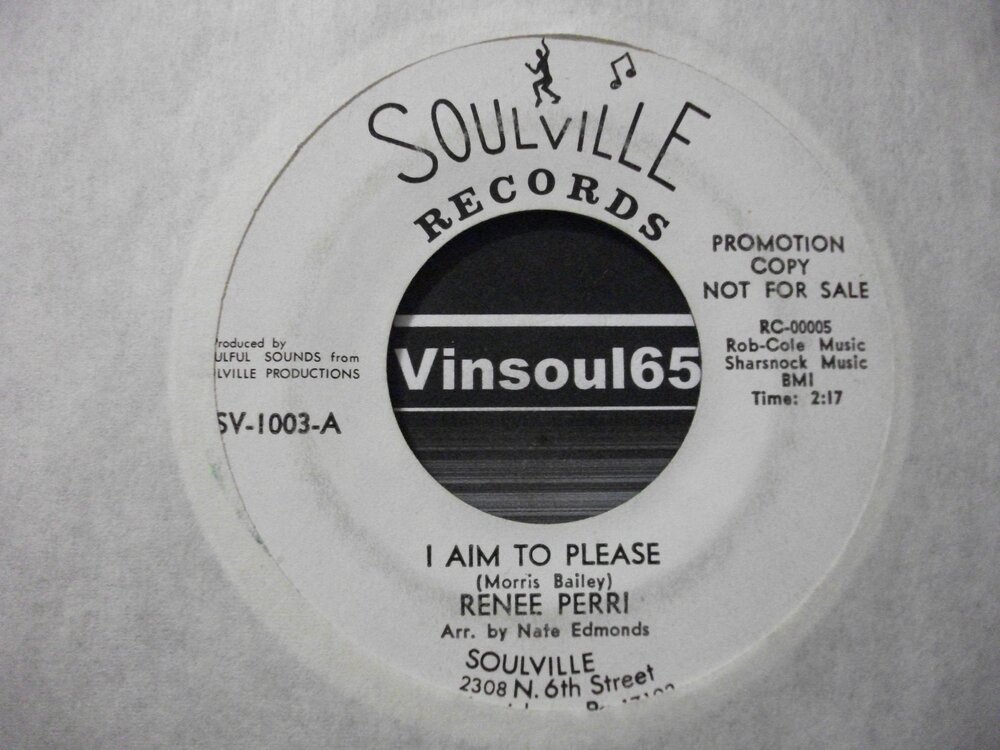 SOULVILLE
RECORDS
PROMOTION
COPY
NOT FOR SALE
RC-00005
Rob-Cole Music
Sharsnock Music
BMI
Time: 2:17
roduced by
ULFUL SOUNDS from
LVILLE PRODUCTIONS
SV-1003-A
Vinsoul65
I AIM TO PLEASE
(Morris Bailey)
RENEE PERRI
Arr. by Nate Edmonds
SOULVILLE
2308 N. 6th Street